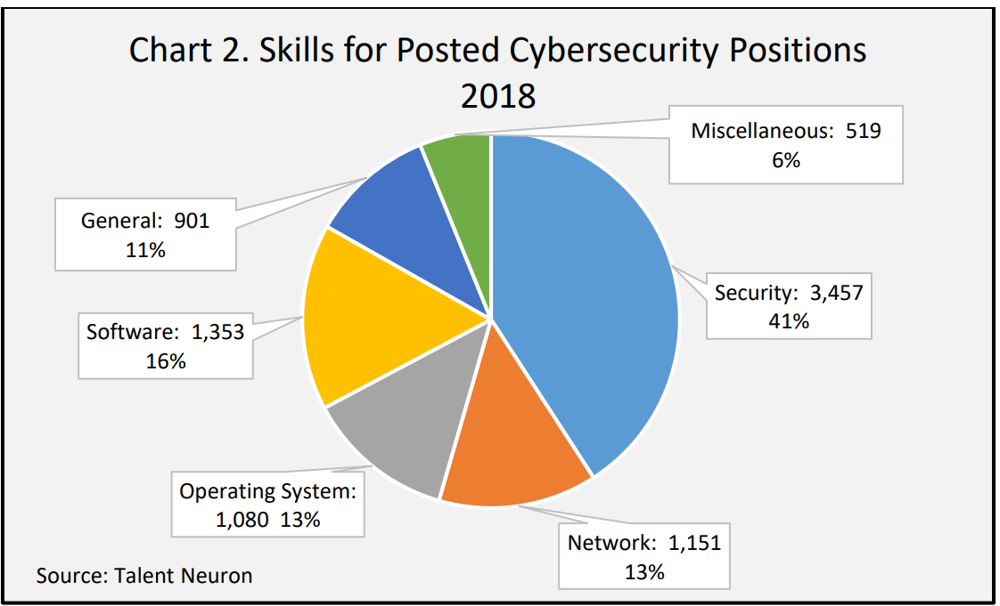 Chart 2. Skills for Posted Cybersecurity Positions
2018
Miscellaneous: 519
6%
General: 901
11%
Security: 3,457
41%
Software: 1,353
16%
Operating System:
1,080 13%
Network: 1,151
13%
Source: Talent Neuron